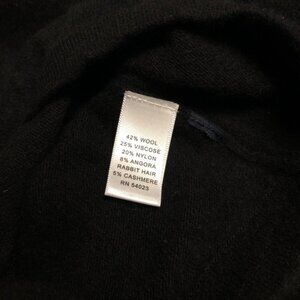 42% WOOL
25% VISCOSE
20% NYLON
8% ANGORA
RABBIT HAIR
5% CASHMERE
RN 54023